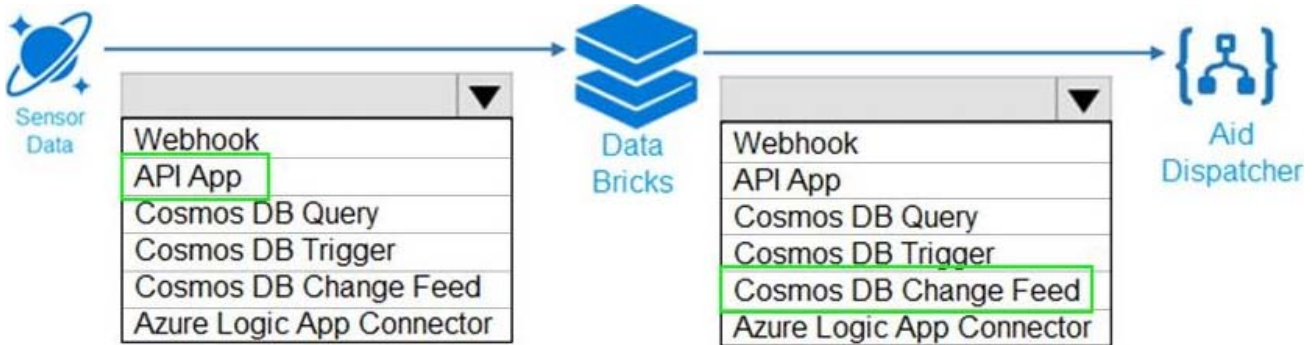 Sensor
Data
Webhook
API App
Cosmos DB Query
Cosmos DB Trigger
Cosmos DB Change Feed
Azure Logic App Connector
Data
Bricks
Webhook
API App
Cosmos DB Query
Cosmos DB Trigger
Cosmos DB Change Feed
Azure Logic App Connector
Aid
Dispatcher